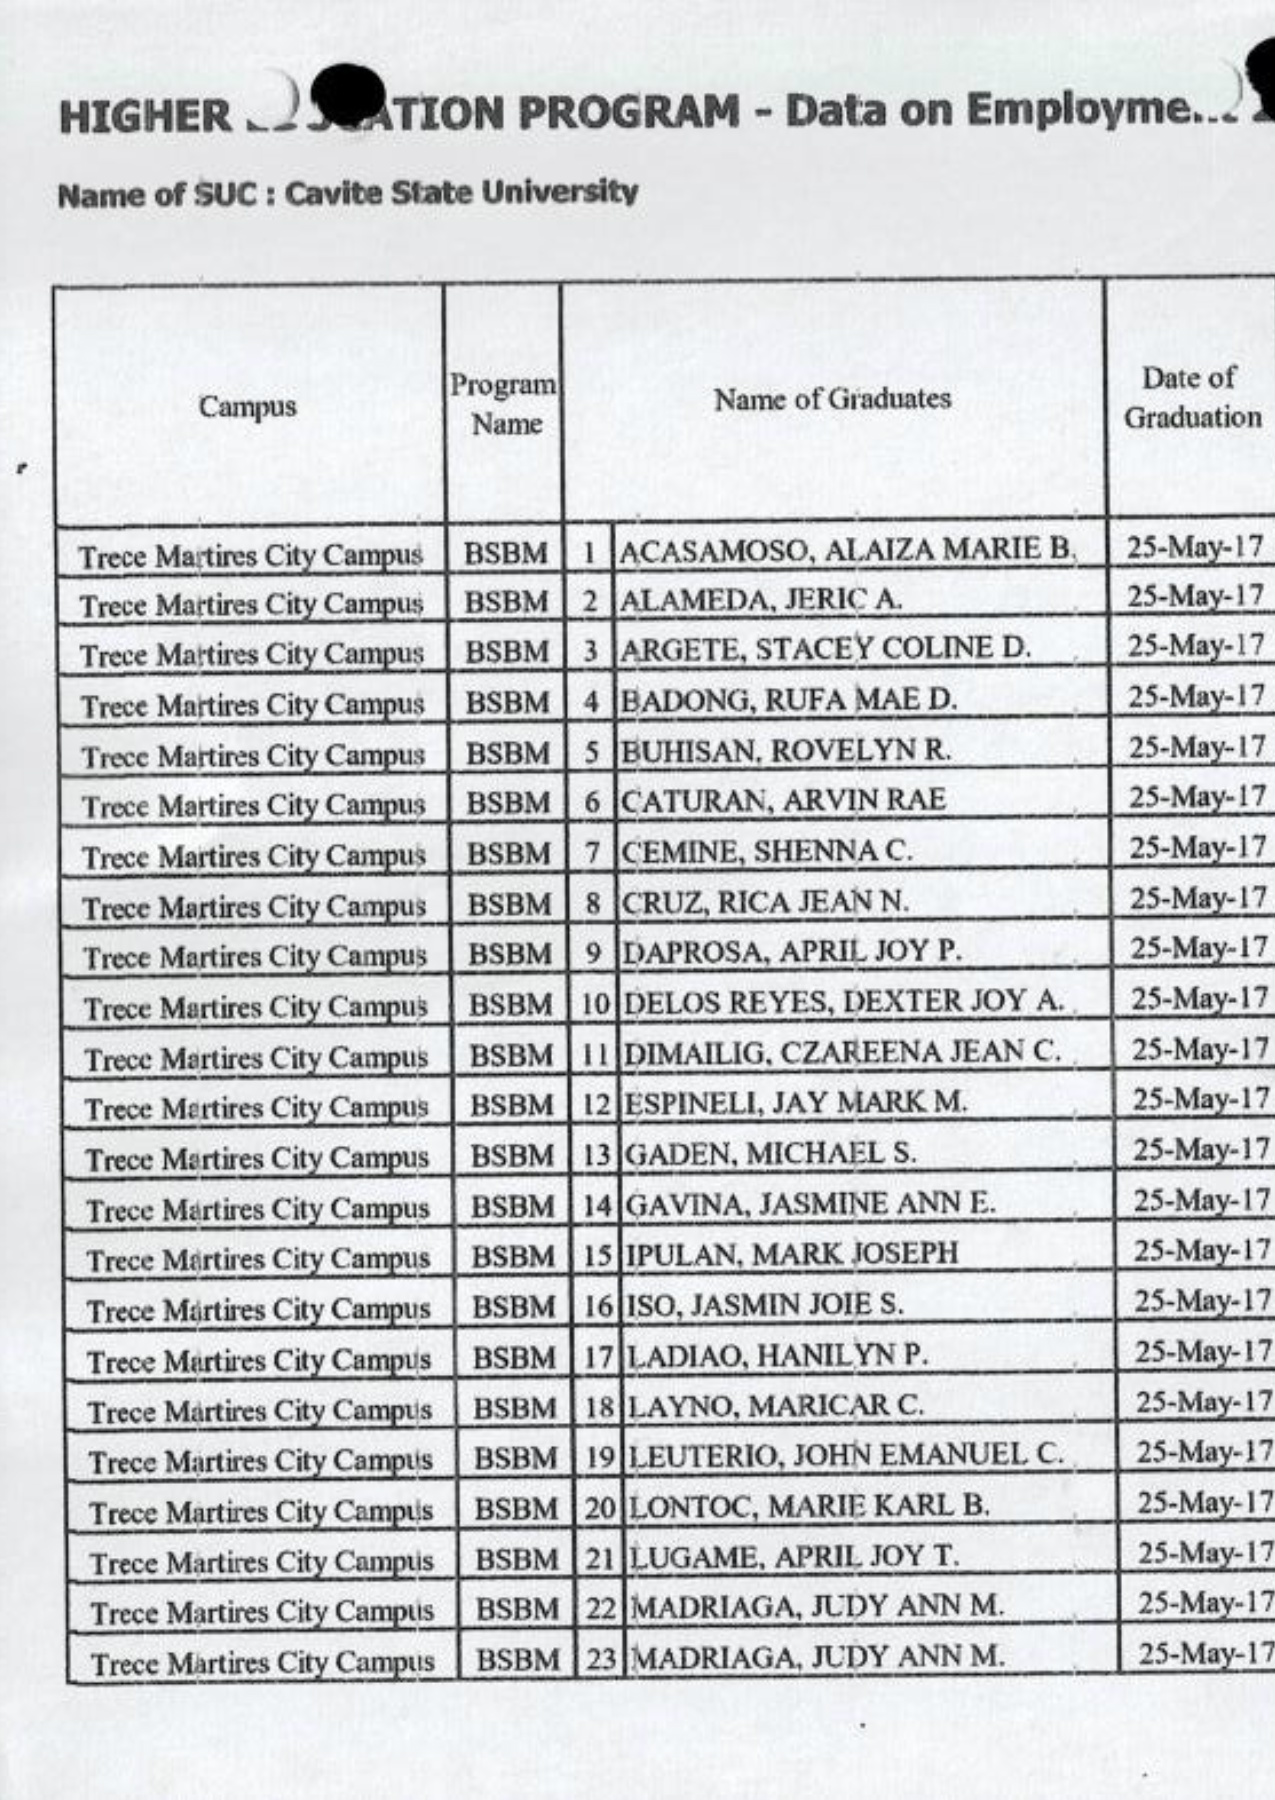 HIGHER PROGRAM - Data on
Name of SUC : Cavite State University
Campus Program Name Name of Graduates Date of Graduation
Trece Martires City Campus BSBM 1 ACASAMOSO, ALAIZA MARIE B. 25-May-17
Trece Martires City Campus BSBM 2 ALAMEDA, JERIC A. 25-May-17
Trece Martires City Campus BSBM 3 ARGETE, STACEY COLINE D. 25-May-17
Trece Martires City Campus BSBM 4 BADONG, RUFA MAE D. 25-May-17
Trece Martires City Campus BSBM 5 BUHISAN, ROVELYN R. 25-May-17
Trece Martires City Campus BSBM 6 CATURAN, ARVIN RAE 25-May-17
Trece Martires City Campus BSBM 7 CEMINE, SHENNA C. 25-May-17
Trece Martires City Campus BSBM 8 CRUZ, RICA JEAN N. 25-May-17
Trece Martires City Campus BSBM 9 DAPROSA, APRIL JOY P. 25-May-17
Trece Martires City Campus BSBM 10 DELOS REYES, DEXTER JOY A. 25-May-17
Trece Martires City Campus BSBM 11 DIMAILIG, CZAREENA JEAN C. 25-May-17
Trece Martires City Campus BSBM 12 ESPINELI, JAY MARK M. 25-May-17
Trece Martires City Campus BSBM 13 GADEN, MICHAEL S. 25-May-17
Trece Martires City Campus BSBM 14 GAVINA, JASMINE ANN E. 25-May-17
Trece Martires City Campus BSBM 15 IPULAN, MARK JOSEPH 25-May-17
Trece Martires City Campus BSBM 16 ISO, JASMIN JOIE S. 25-May-17
Trece Martires City Campus BSBM 17 LADIAO, HANILYN P. 25-May-17
Trece Martires City Campus BSBM 18 LAYNO, MARICAR C. 25-May-17
Trece Martires City Campus BSBM 19 LEUTERIO, JOHN EMANUEL C. 25-May-17
Trece Martires City Campus BSBM 20 LONTOC, MARIE KARL B. 25-May-17
Trece Martires City Campus BSBM 21 LUGAME, APRIL JOY T. 25-May-17
Trece Martires City Campus BSBM 22 MADRIAGA, JUDY ANN M. 25-May-17
Trece Martires City Campus BSBM 23 MADRIAGA, JUDY ANN M. 25-May-17